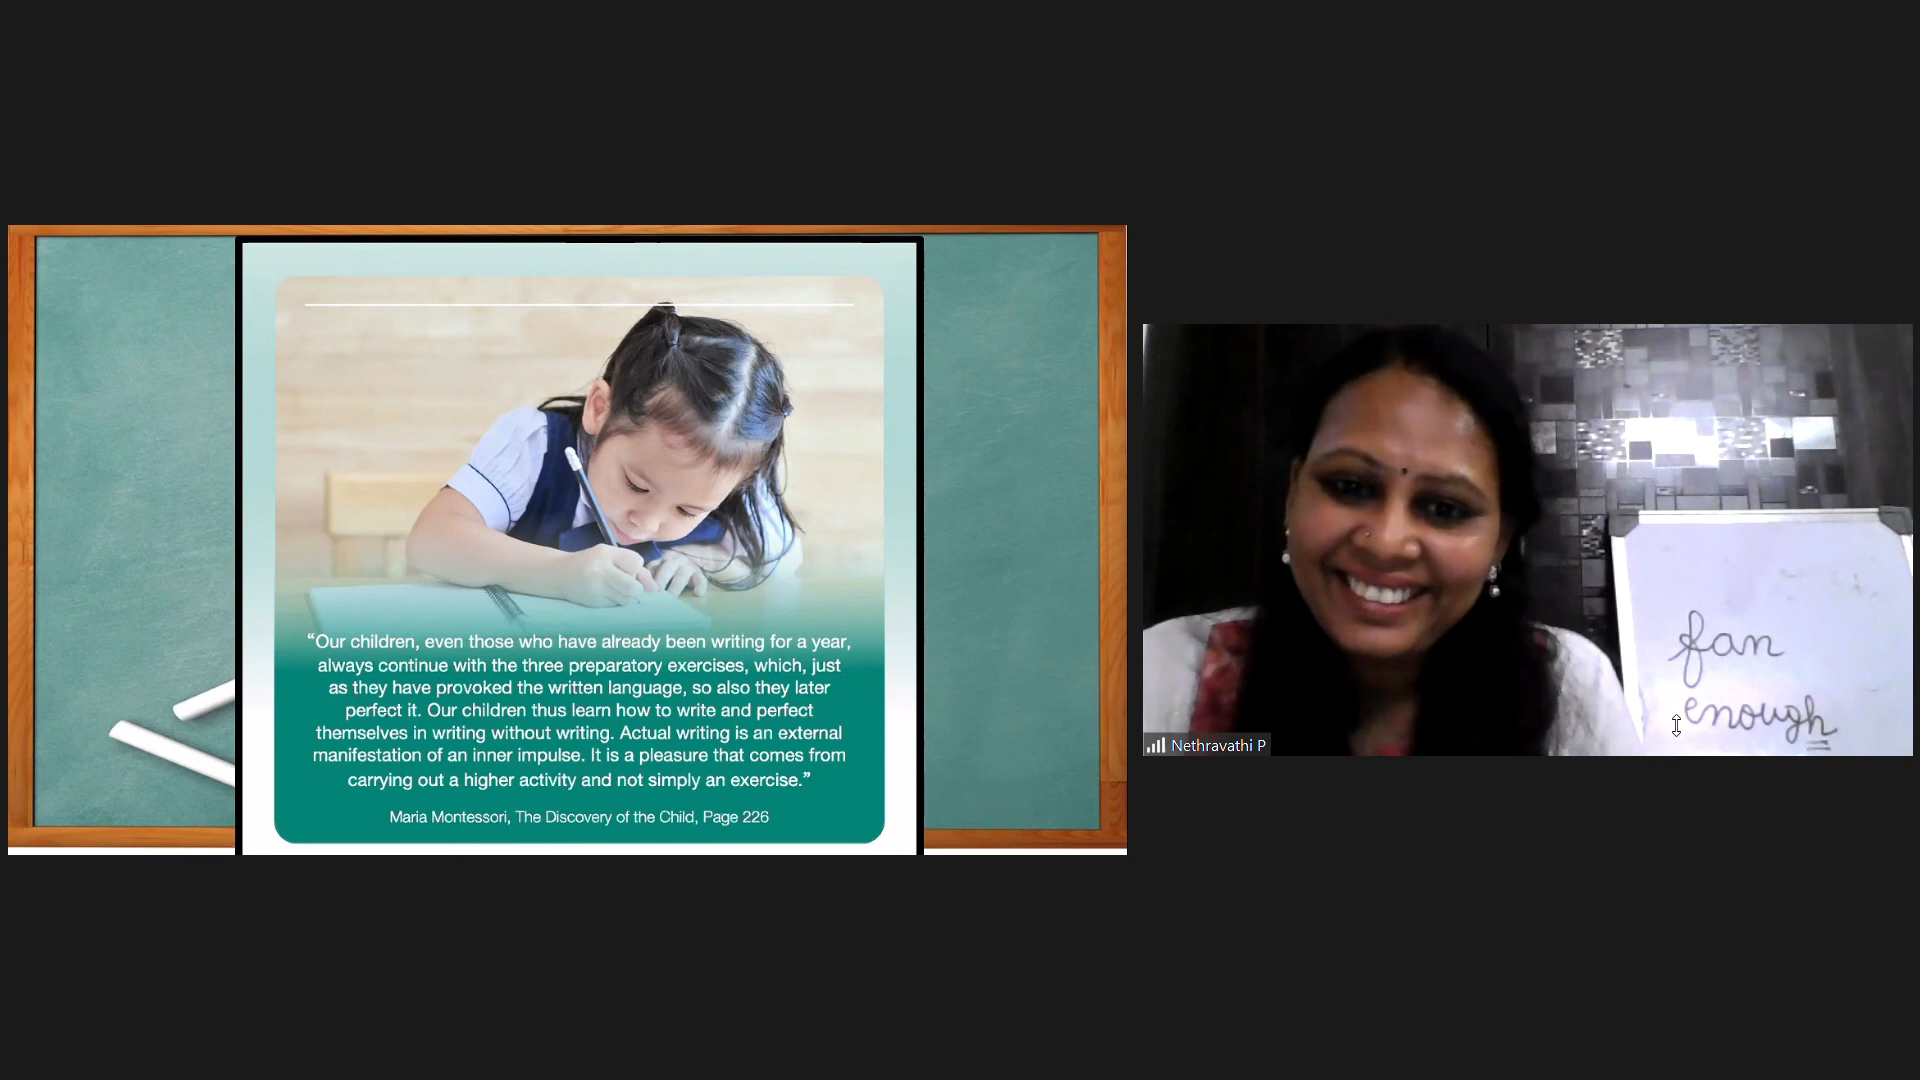 “Our children, even those who have already been writing for a year,
always continue with the three preparatory exercises, which, just
as they have provoked the written language, so also they later
perfect it. Our children thus learn how to write and perfect
themselves in writing without writing. Actual writing is an external
manifestation of an inner impulse. It is a pleasure that comes from
carrying out a higher activity and not simply an exercise.”
Maria Montessori, The Discovery of the Child, Page 226
fan
enough
Nethravathi P